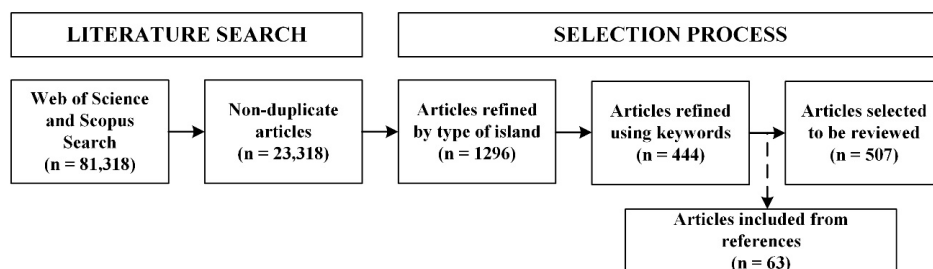 LITERATURE SEARCH
SELECTION PROCESS
Web of Science
and Scopus
Search
(n = 81,318)
Non-duplicate
articles
(n = 23,318)
Articles refined
by type of island
(n = 1296)
Articles refined
using keywords
(n = 444)
Articles selected
to be reviewed
(n = 507)
Articles included from
references
(n = 63)